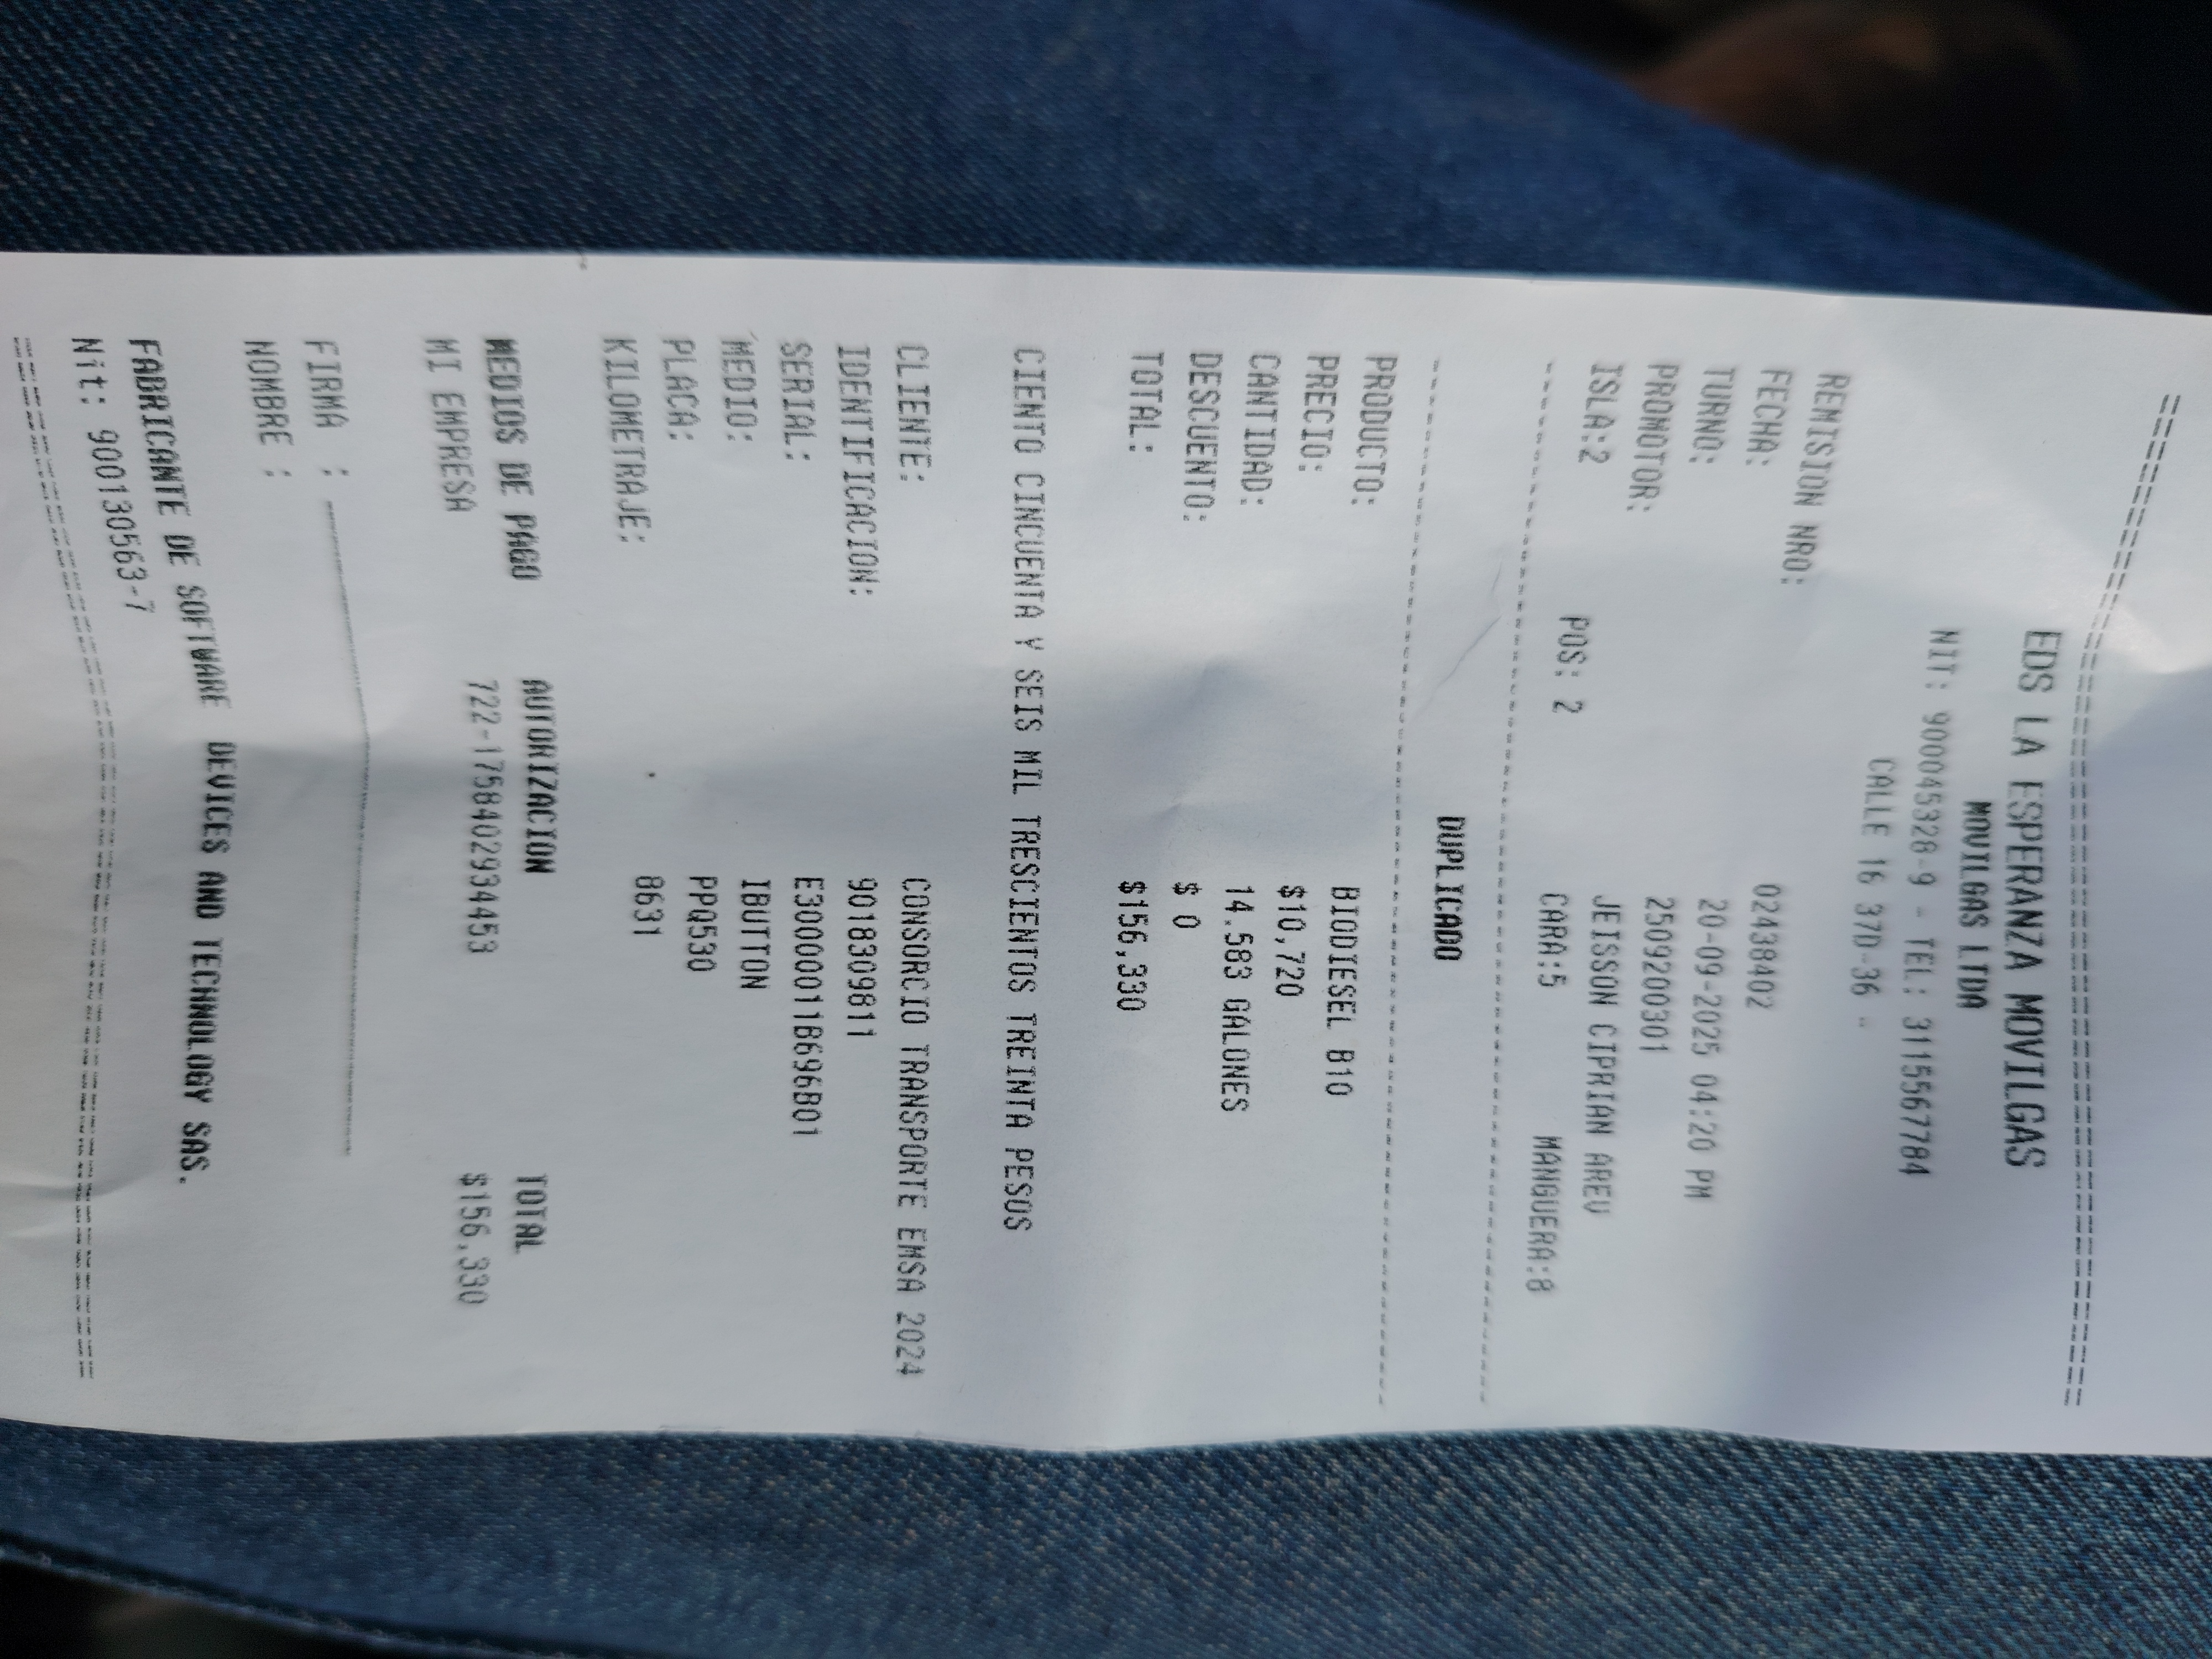 ================================
EDS LA ESPERANZA MOVILGAS
MOVILGAS LTDA
NIT: 900045328-9 - TEL: 3115567784
CALLE 16 37D-36 -
REMISION NRO: 02438402
FECHA: 20-09-2025 04:20 PM
TURNO: 2509200301
PROMOTOR: JEISSON CIPRIAN AREV
ISLA:2 POS: 2 CARA:5 MANGUERA:8
--------------------------------
DUPLICADO
--------------------------------
PRODUCTO: BIODIESEL B10
PRECIO: $10,720
CANTIDAD: 14.583 GALONES
DESCUENTO: $ 0
TOTAL: $156,330
CIENTO CINCUENTA Y SEIS MIL TRESCIENTOS TREINTA PESOS
CLIENTE: CONSORCIO TRANSPORTE EMSA 2024
IDENTIFICACION: 9018309811
SERIAL: E30000011B696B01
MEDIO: IBUTTON
PLACA: PPQ530
KILOMETRAJE: 8631
MEDIOS DE PAGO AUTORIZACION TOTAL
MI EMPRESA 722-1758402934453 $156,330
FIRMA : ____________________
NOMBRE :
FABRICANTE DE SOFTWARE DEVICES AND TECHNOLOGY SAS.
Nit: 900130563-7
================================